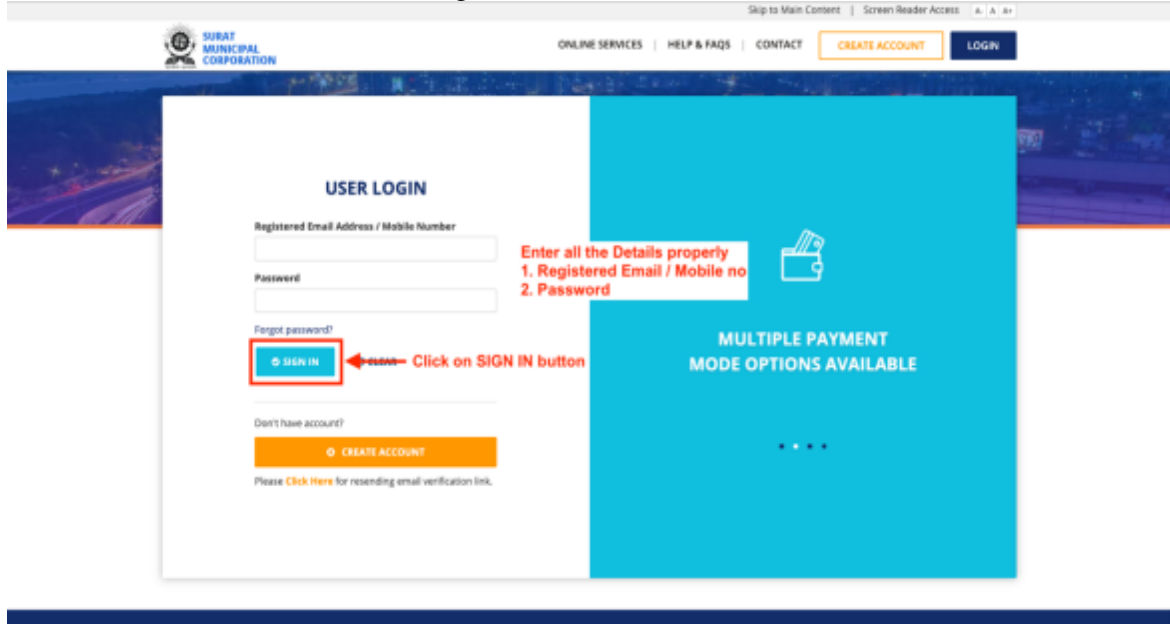 Skip to Main Content | Screen Reader Access A- A A+
SURAT
MUNICIPAL
CORPORATION
ONLINE SERVICES | HELP & FAQS | CONTACT
CREATE ACCOUNT
LOGIN
USER LOGIN
Registered Email Address / Mobile Number
Password
Enter all the Details properly
1. Registered Email / Mobile no
2. Password
Forgot password?
SIGN IN
CLEAR
Click on SIGN IN button
Don't have account?
CREATE ACCOUNT
Please Click Here for resending email verification link.
MULTIPLE PAYMENT
MODE OPTIONS AVAILABLE